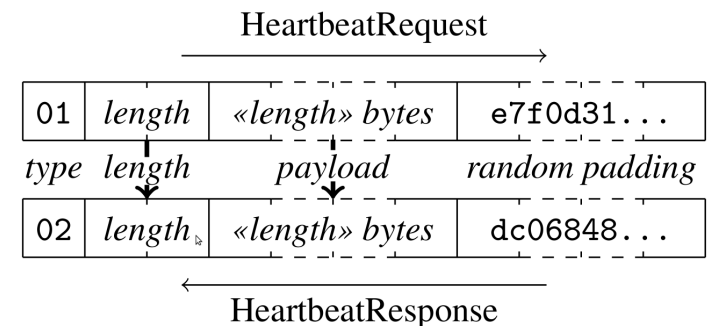 HeartbeatRequest
01 length «length» bytes e7f0d31...
type length payload random padding
02 length «length» bytes dc06848...
HeartbeatResponse